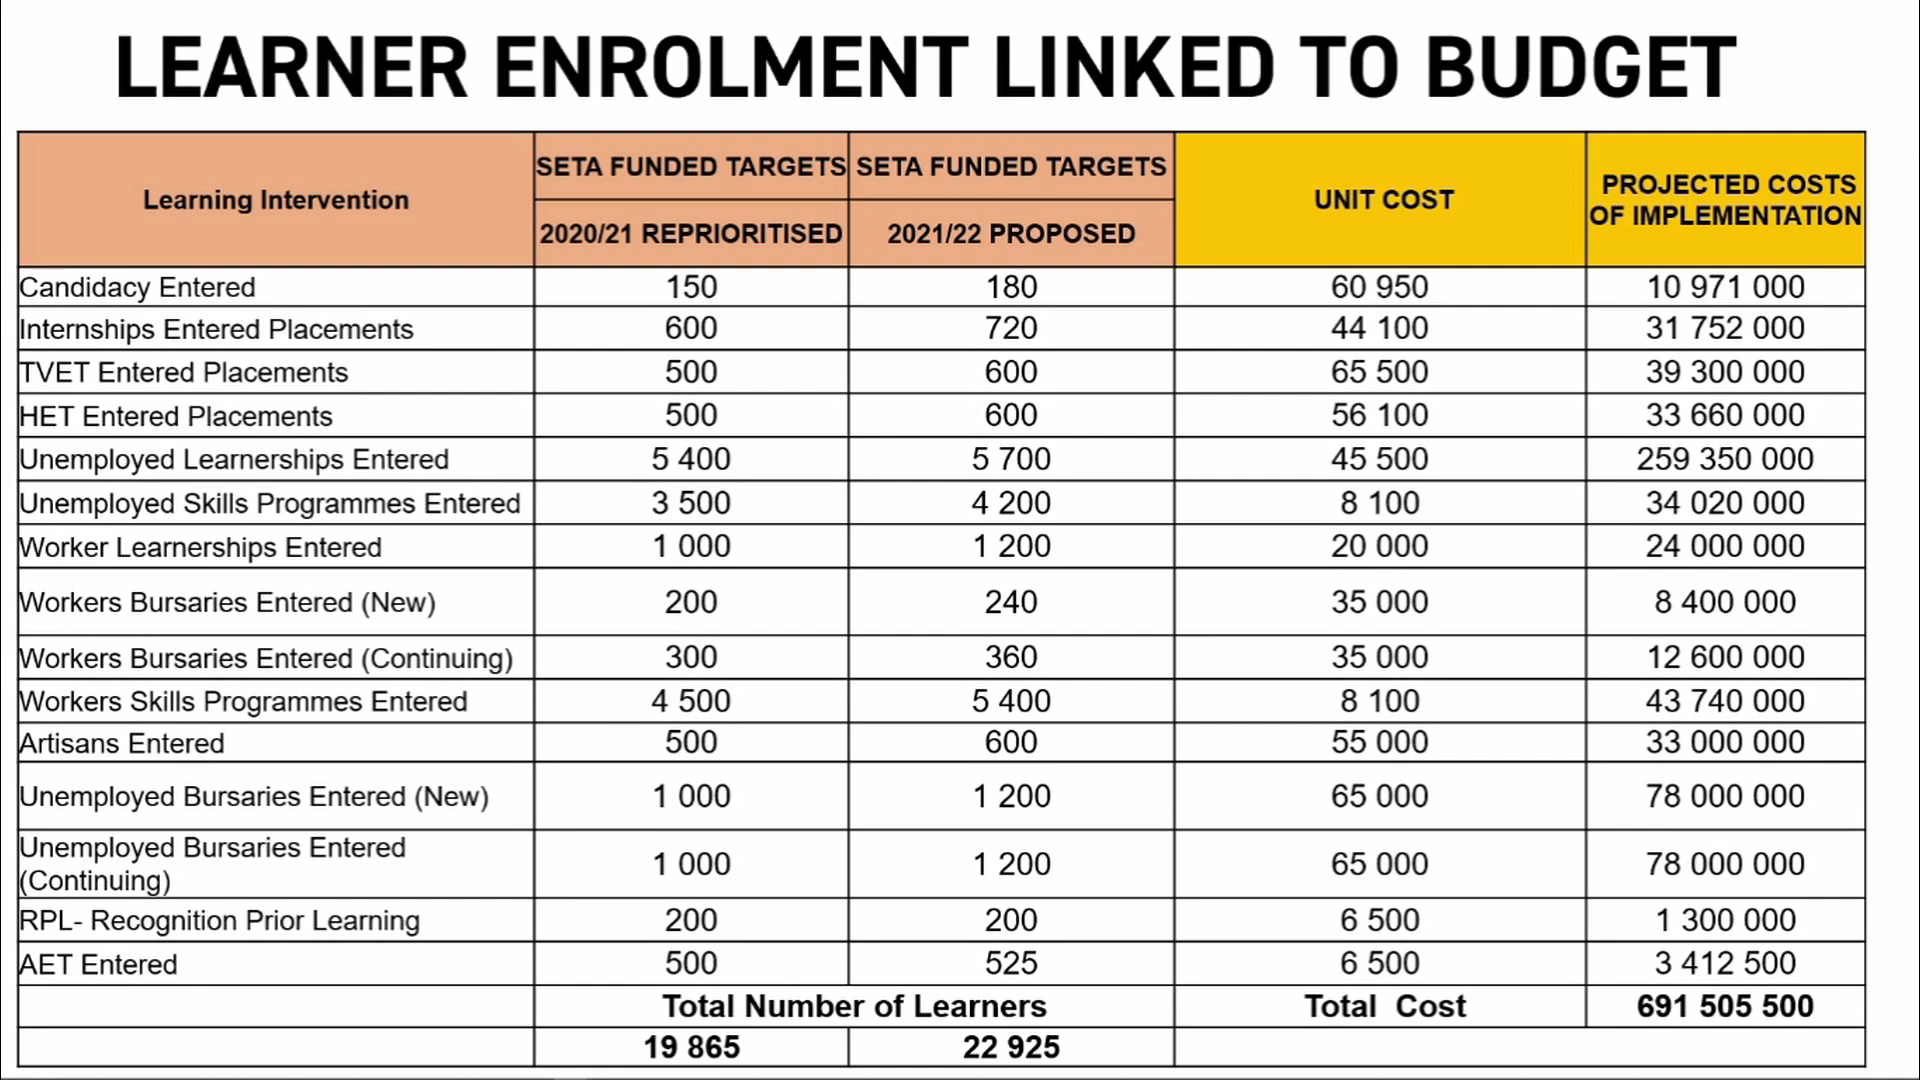 LEARNER ENROLMENT LINKED TO BUDGET
Learning Intervention
SETA FUNDED TARGETS
SETA FUNDED TARGETS
UNIT COST
PROJECTED COSTS
OF IMPLEMENTATION
2020/21 REPRIORITISED
2021/22 PROPOSED
Candidacy Entered 150 180 60 950 10 971 000
Internships Entered Placements 600 720 44 100 31 752 000
TVET Entered Placements 500 600 65 500 39 300 000
HET Entered Placements 500 600 56 100 33 660 000
Unemployed Learnerships Entered 5 400 5 700 45 500 259 350 000
Unemployed Skills Programmes Entered 3 500 4 200 8 100 34 020 000
Worker Learnerships Entered 1 000 1 200 20 000 24 000 000
Workers Bursaries Entered (New) 200 240 35 000 8 400 000
Workers Bursaries Entered (Continuing) 300 360 35 000 12 600 000
Workers Skills Programmes Entered 4 500 5 400 8 100 43 740 000
Artisans Entered 500 600 55 000 33 000 000
Unemployed Bursaries Entered (New) 1 000 1 200 65 000 78 000 000
Unemployed Bursaries Entered
(Continuing) 1 000 1 200 65 000 78 000 000
RPL- Recognition Prior Learning 200 200 6 500 1 300 000
AET Entered 500 525 6 500 3 412 500
Total Number of Learners Total Cost 691 505 500
19 865 22 925